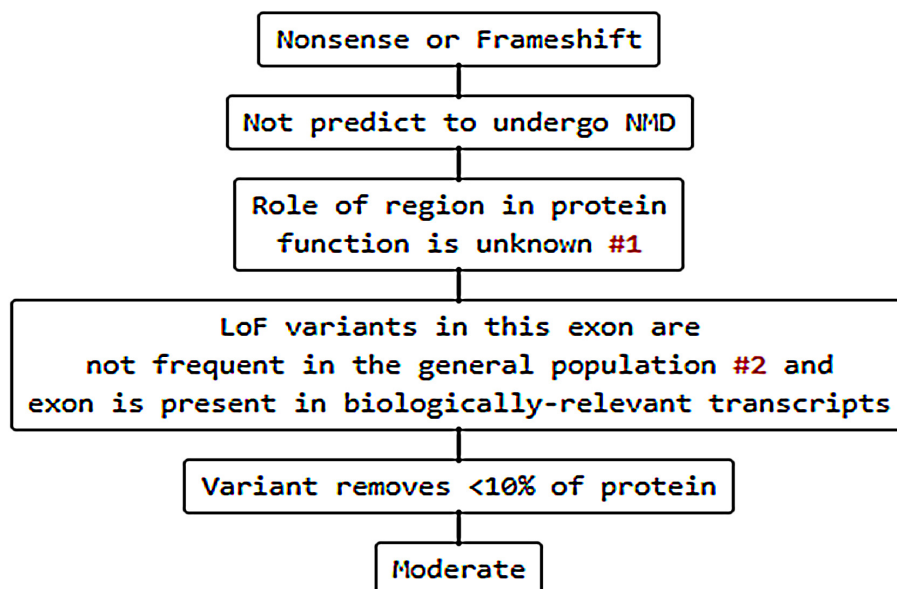 Nonsense or Frameshift
Not predict to undergo NMD
Role of region in protein
function is unknown #1
LoF variants in this exon are
not frequent in the general population #2 and
exon is present in biologically-relevant transcripts
Variant removes <10% of protein
Moderate